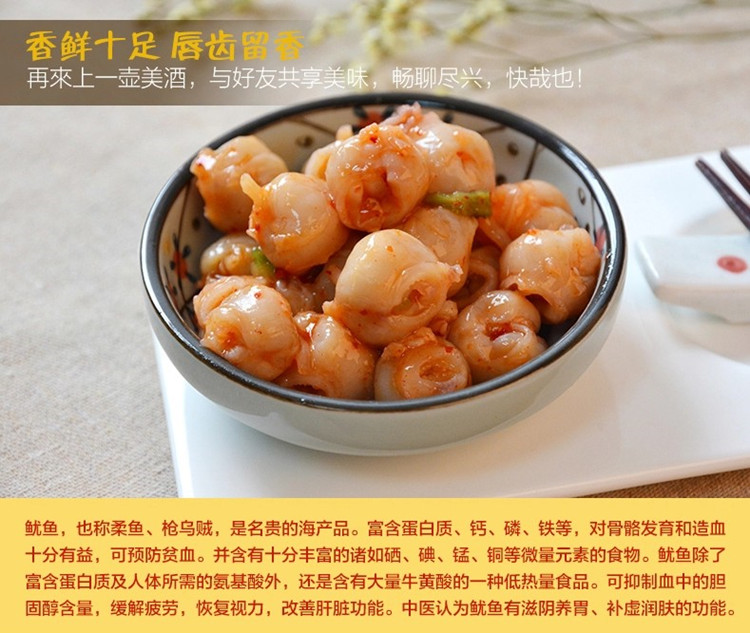 香鲜十足 唇齿留香
再來上一壶美酒，与好友共享美味，畅聊尽兴，快哉也！
鱿鱼，也称柔鱼、枪乌贼，是名贵的海产品。富含蛋白质、钙、磷、铁等，对骨骼发育和造血
十分有益，可预防贫血。并含有十分丰富的诸如硒、碘、锰、铜等微量元素的食物。鱿鱼除了
富含蛋白质及人体所需的氨基酸外，还是含有大量牛黄酸的一种低热量食品。可抑制血中的胆
固醇含量，缓解疲劳，恢复视力，改善肝脏功能。中医认为鱿鱼有滋阴养胃、补虚润肤的功能。